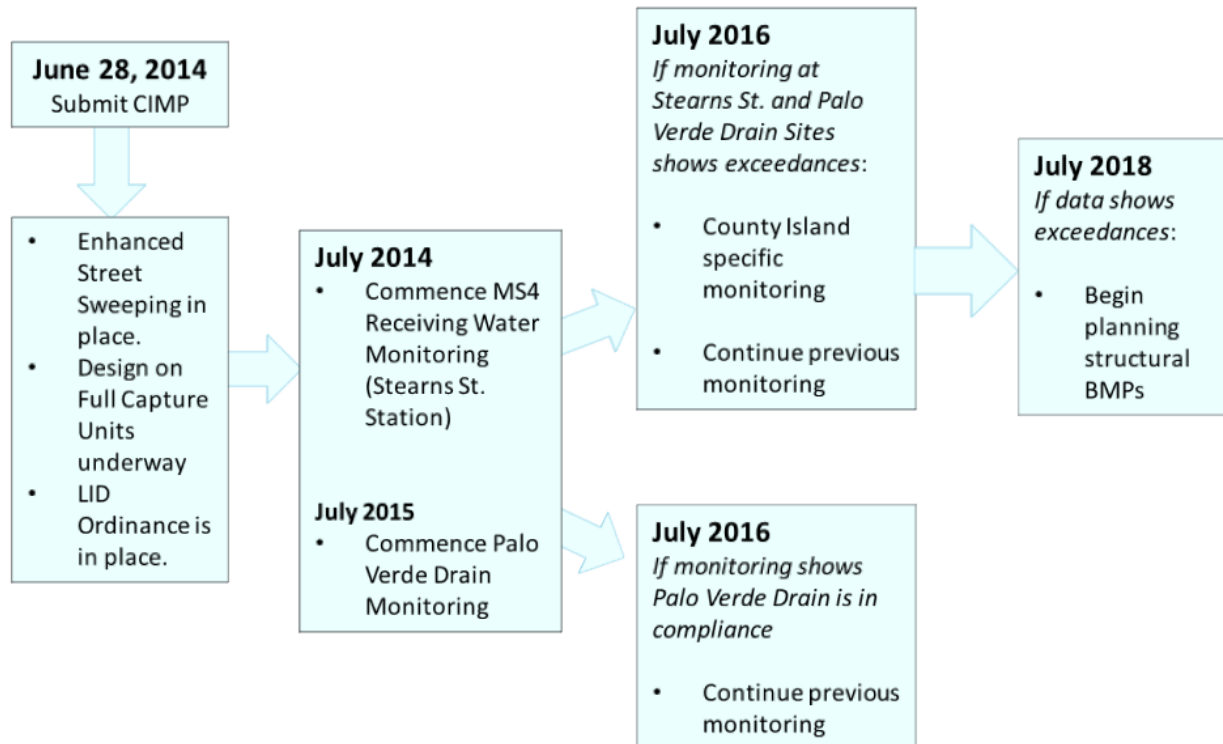 June 28, 2014
Submit CIMP
• Enhanced
Street
Sweeping in
place.
• Design on
Full Capture
Units
underway
• LID
Ordinance is
in place.
July 2014
• Commence MS4
Receiving Water
Monitoring
(Stearns St.
Station)
July 2015
• Commence Palo
Verde Drain
Monitoring
July 2016
If monitoring at
Stearns St. and Palo
Verde Drain Sites
shows exceedances:
• County Island
specific
monitoring
• Continue previous
monitoring
July 2016
If monitoring shows
Palo Verde Drain is in
compliance
• Continue previous
monitoring
July 2018
If data shows
exceedances:
• Begin
planning
structural
BMPs